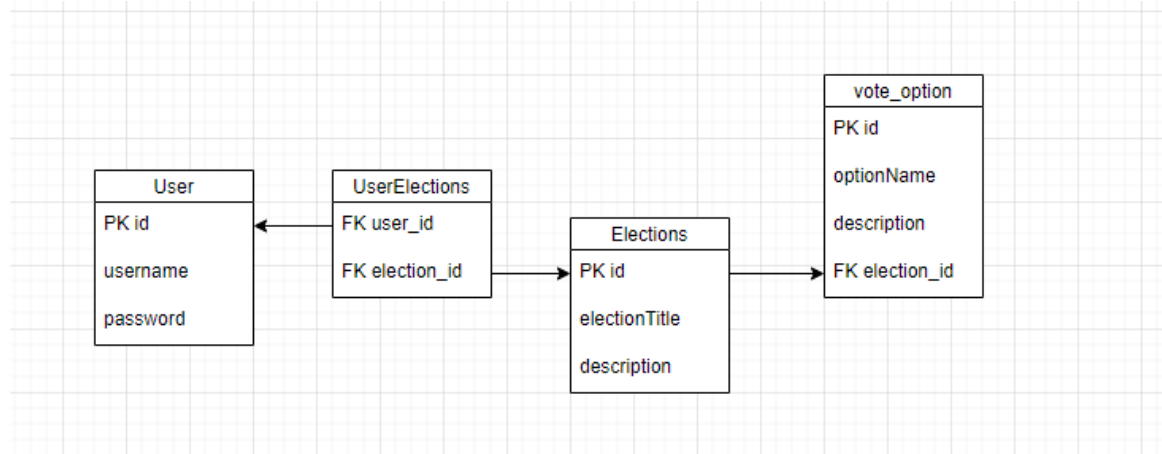 User
PK id
username
password
UserElections
FK user_id
FK election_id
Elections
PK id
electionTitle
description
vote_option
PK id
optionName
description
FK election_id